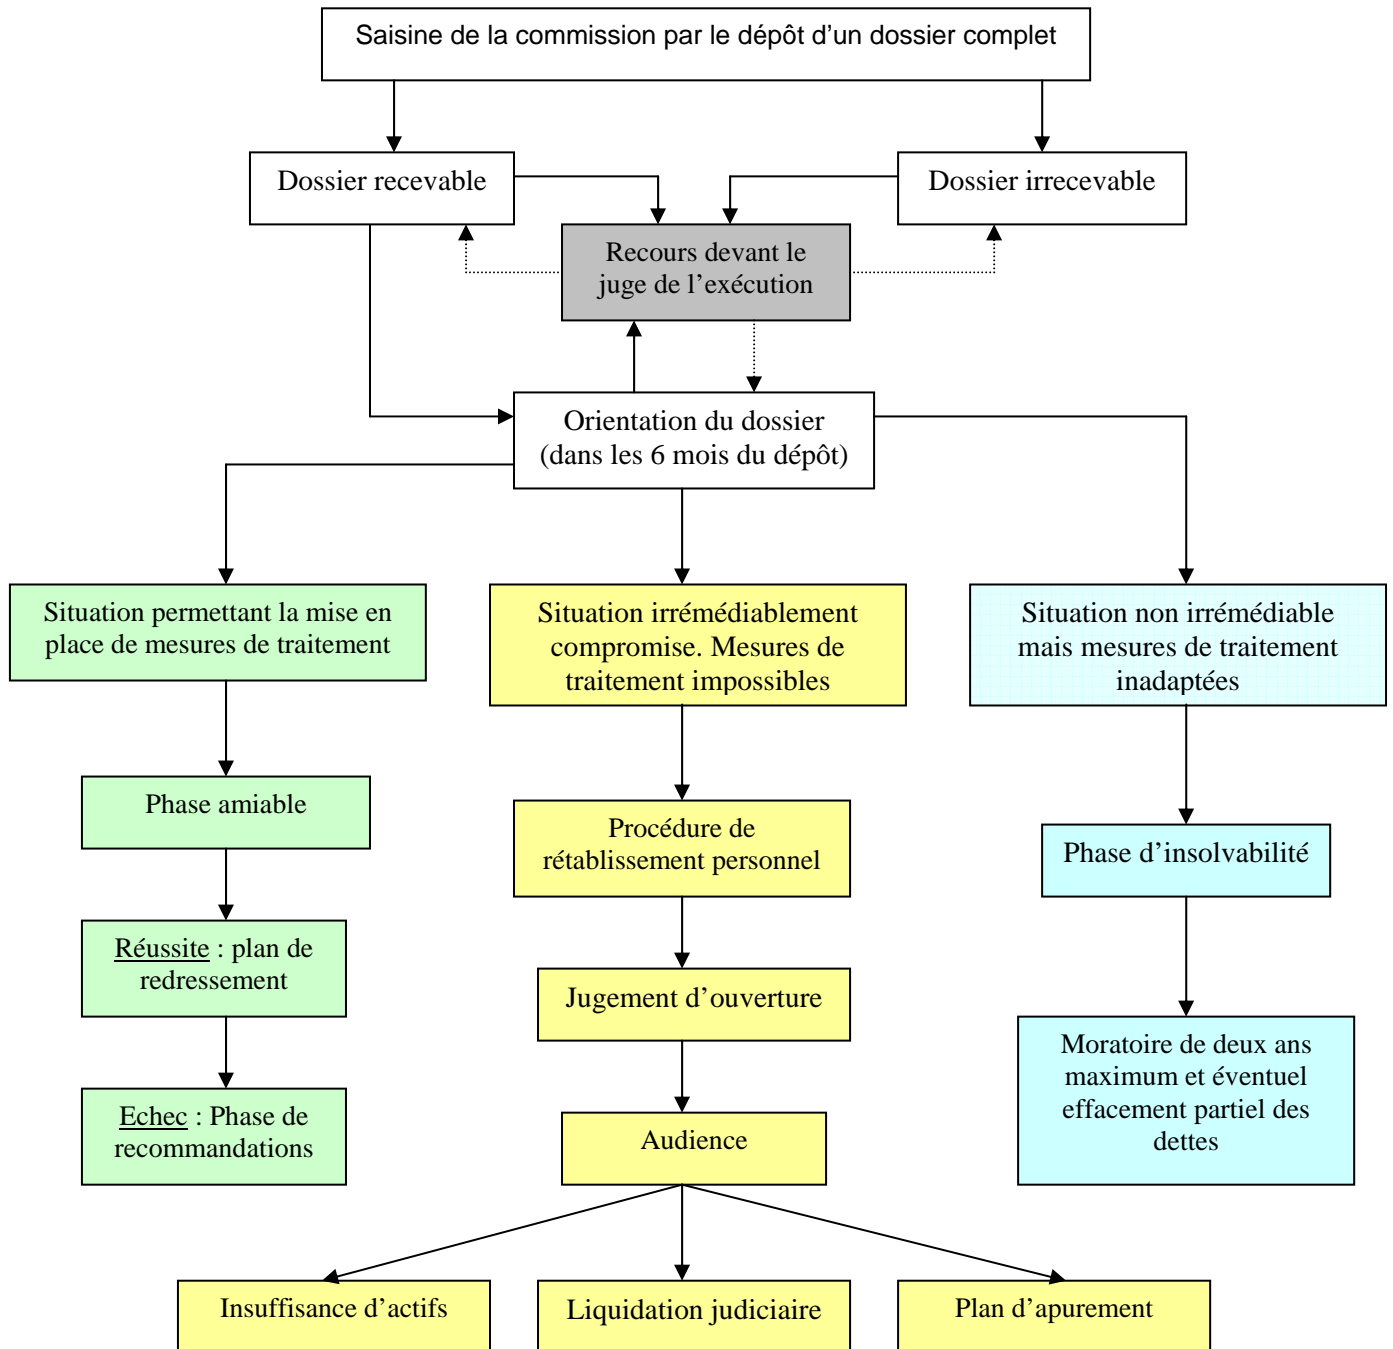 Saisine de la commission par le dépôt d’un dossier complet
Dossier recevable
Dossier irrecevable
Recours devant le
juge de l’exécution
Orientation du dossier
(dans les 6 mois du dépôt)
Situation permettant la mise en
place de mesures de traitement
Situation irrémédiablement
compromise. Mesures de
traitement impossibles
Situation non irrémédiable
mais mesures de traitement
inadaptées
Phase amiable
Procédure de
rétablissement personnel
Phase d’insolvabilité
Réussite : plan de
redressement
Jugement d’ouverture
Moratoire de deux ans
maximum et éventuel
effacement partiel des
dettes
Echec : Phase de
recommandations
Audience
Insuffisance d’actifs
Liquidation judiciaire
Plan d’apurement